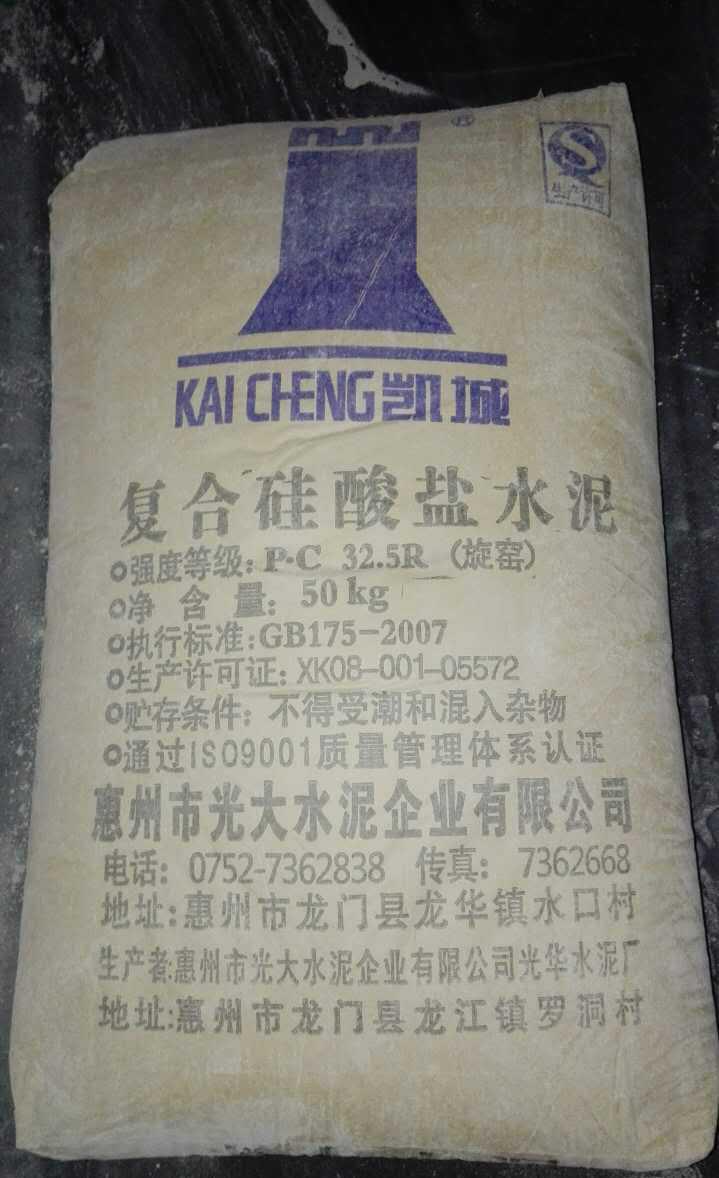 ®
S
生产许可
KAI CHENG凯城
复合硅酸盐水泥
强度等级: P·C 32.5R (旋窑)
净 含 量: 50kg
执行标准: GB175-2007
生产许可证: XK08-001-05572
贮存条件: 不得受潮和混入杂物
通过ISO9001质量管理体系认证
惠州市光大水泥企业有限公司
电话: 0752-7362838 传真: 7362668
地址: 惠州市龙门县龙华镇水口村
生产者:惠州市光大水泥企业有限公司光华水泥厂
地址:惠州市龙门县龙江镇罗洞村